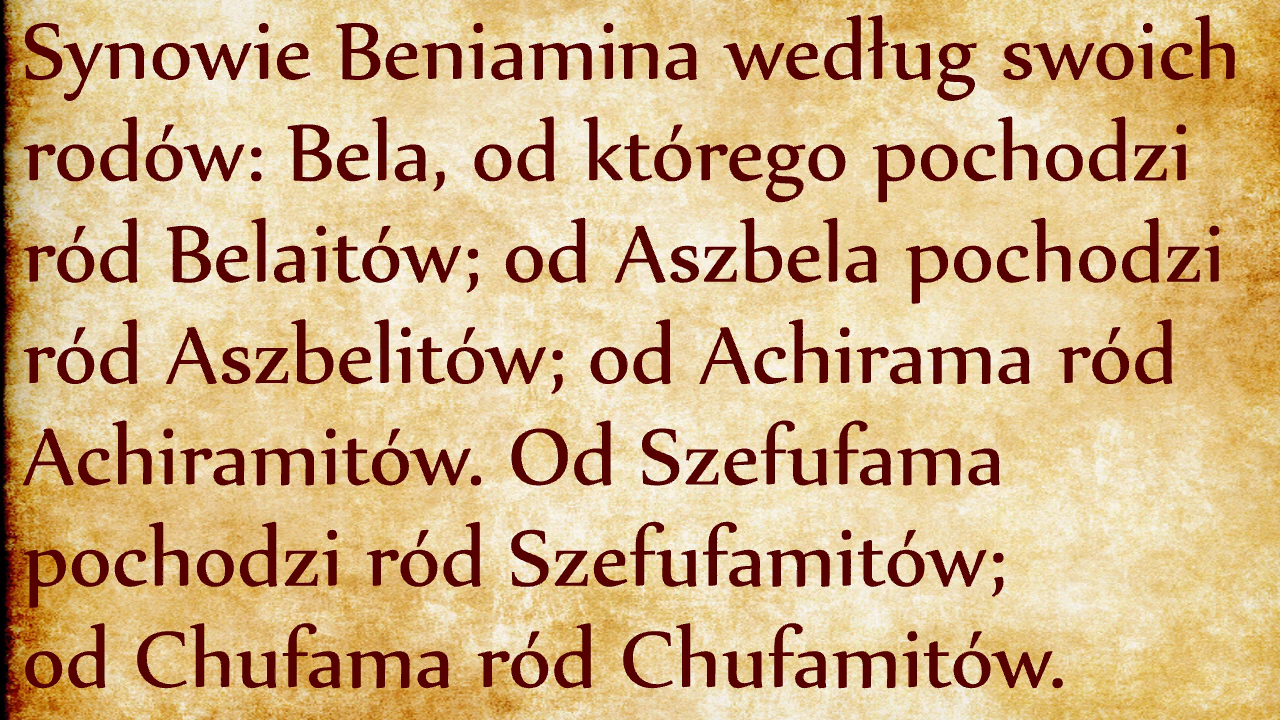 Synowie Beniamina według swoich
rodów: Bela, od którego pochodzi
ród Belaitów; od Aszbela pochodzi
ród Aszbelitów; od Achirama ród
Achiramitów. Od Szefufama
pochodzi ród Szefufamitów;
od Chufama ród Chufamitów.